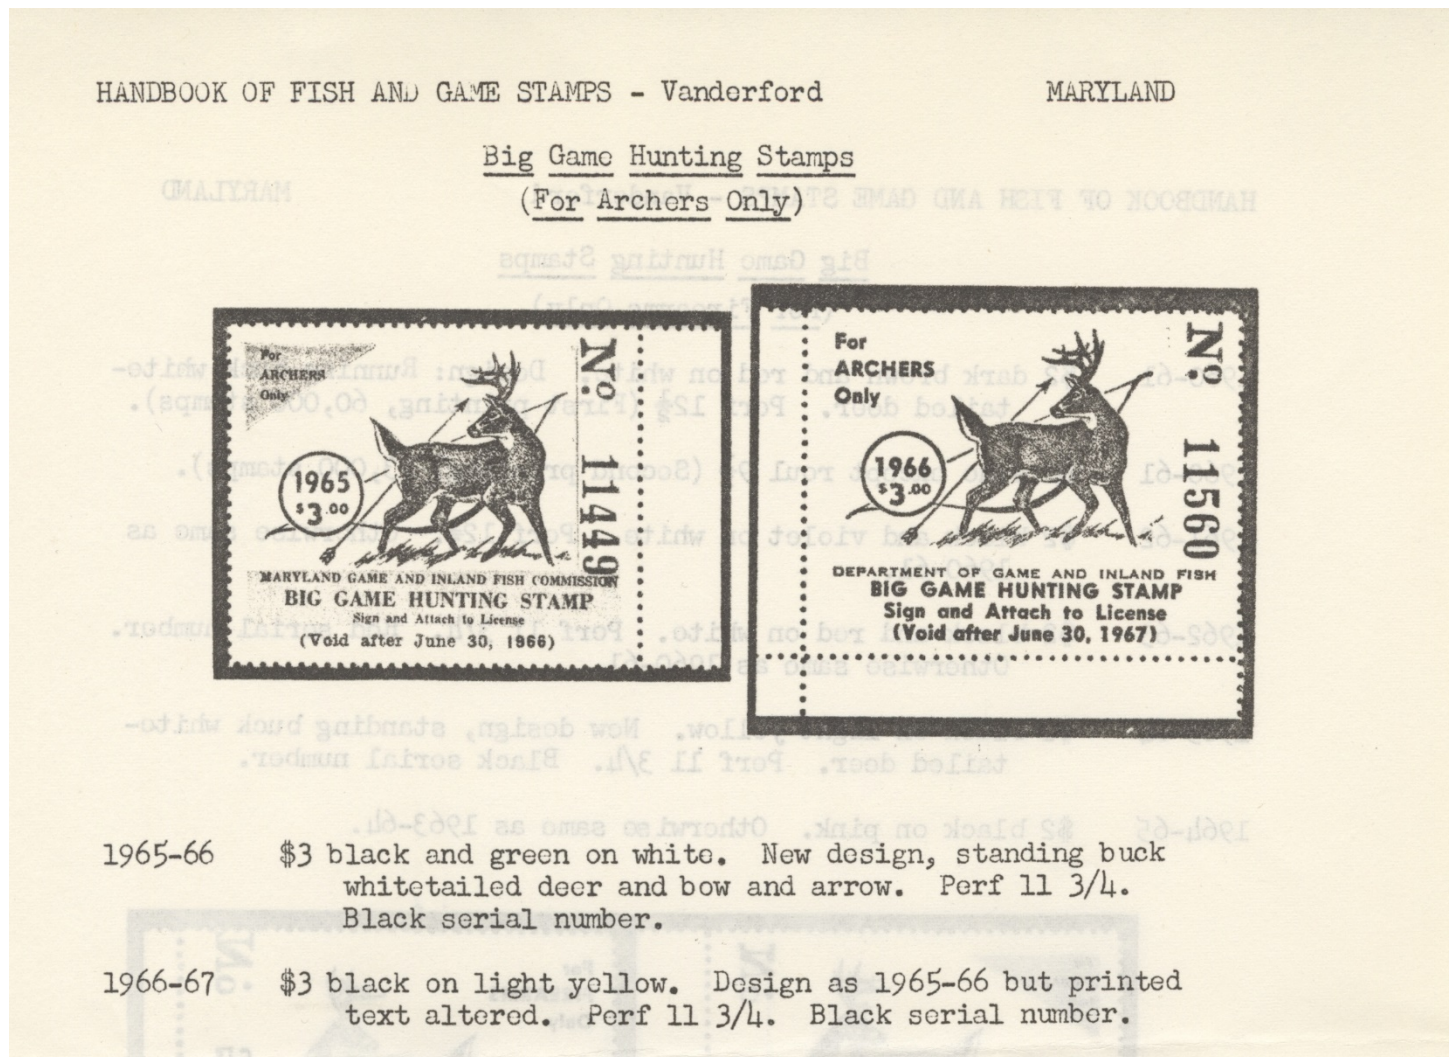 HANDBOOK OF FISH AND GAME STAMPS - Vanderford MARYLAND
Big Game Hunting Stamps
(For Archers Only)
For
ARCHERS
Only
1965
$3.00
No. 11449
MARYLAND GAME AND INLAND FISH COMMISSION
BIG GAME HUNTING STAMP
Sign and Attach to License
(Void after June 30, 1966)
For
ARCHERS
Only
1966
$3.00
No 11560
DEPARTMENT OF GAME AND INLAND FISH
BIG GAME HUNTING STAMP
Sign and Attach to License
(Void after June 30, 1967)
1965-66 $3 black and green on white. New design, standing buck
whitetailed deer and bow and arrow. Perf 11 3/4.
Black serial number.
1966-67 $3 black on light yellow. Design as 1965-66 but printed
text altered. Perf 11 3/4. Black serial number.